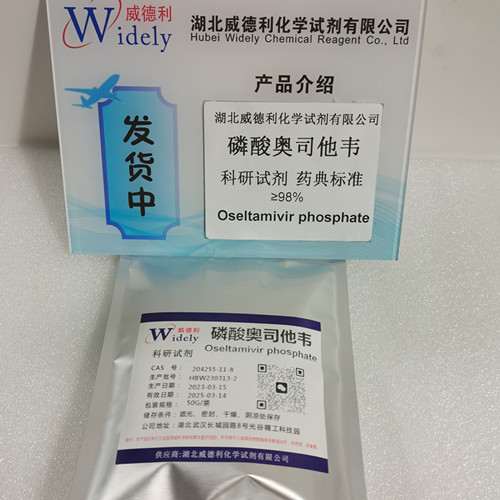 威德利
Widely
湖北威德利化学试剂有限公司
Hubei Widely Chemical Reagent Co., Ltd
产品介绍
发货中
湖北威德利化学试剂有限公司
磷酸奥司他韦
科研试剂 药典标准
≥98%
Oseltamivir phosphate
威德利
Widely
磷酸奥司他韦
Oseltamivir phosphate
科研试剂
CAS 号: 204255-11-8
生产批号: HBW230313-2
生产日期: 2023-03-15
有效日期: 2025-03-14
包装规格: 50G/袋
储存条件: 遮光、密封、干燥、阴凉处保存
公司地址: 湖北武汉长城园路8号光谷精工科技园
供应商:湖北威德利化学试剂有限公司